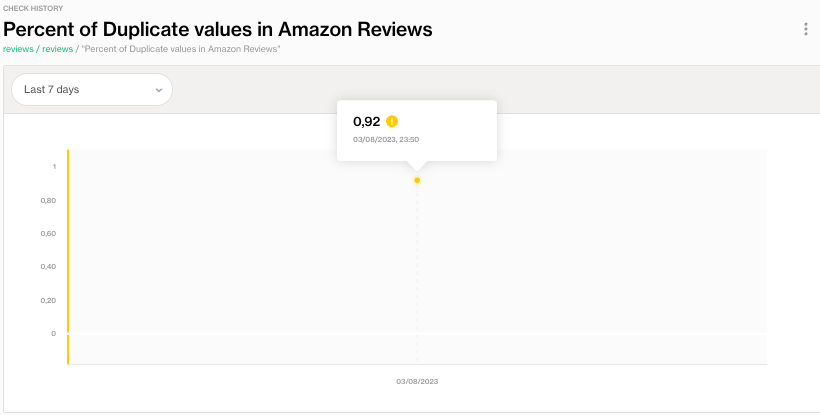 CHECK HISTORY
Percent of Duplicate values in Amazon Reviews
reviews / reviews / "Percent of Duplicate values in Amazon Reviews"
Last 7 days
0,92 !
03/08/2023, 23:50
1
0,80
0,60
0,40
0,20
0
03/08/2023